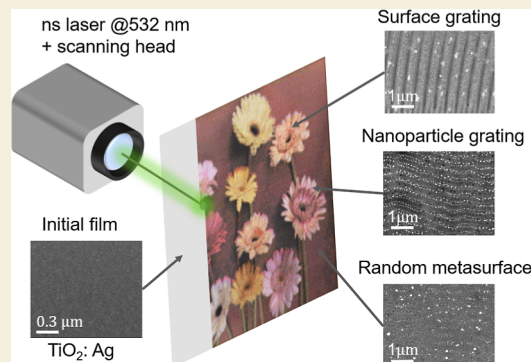 ns laser @532 nm
+ scanning head
Surface grating
1μm
Nanoparticle grating
1μm
Initial film
0.3 μm
TiO₂: Ag
Random metasurface
1μm